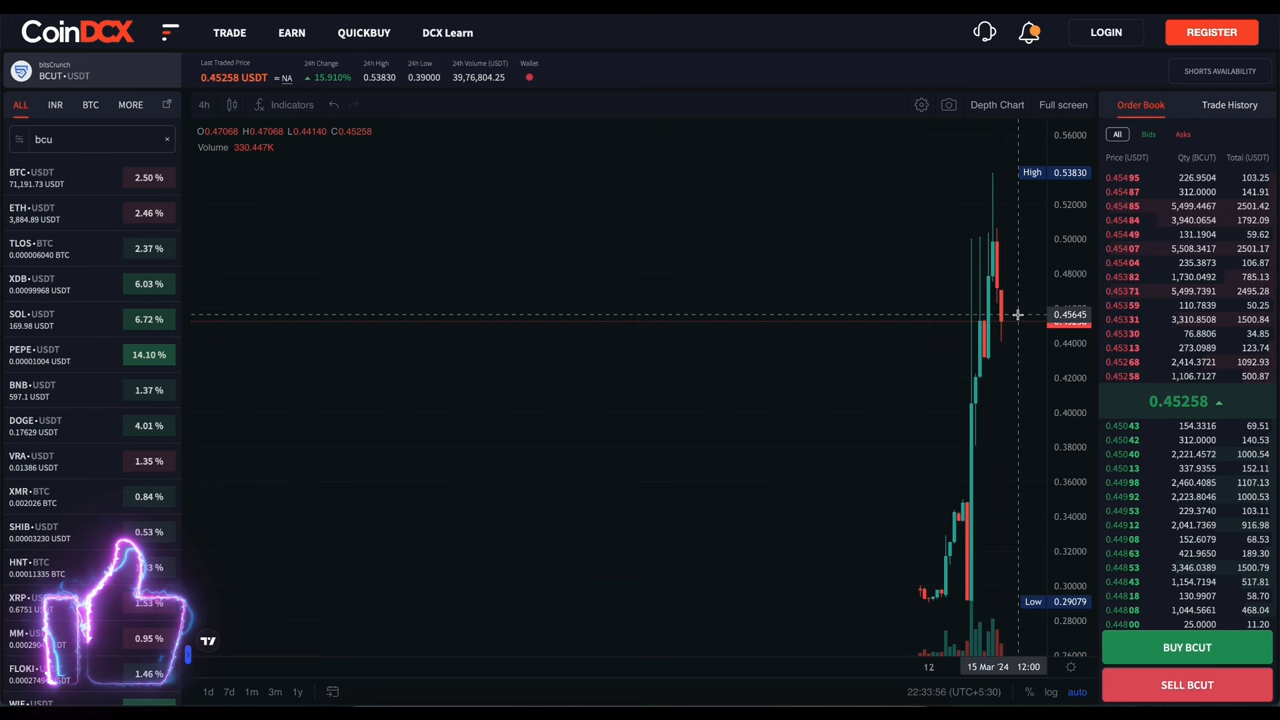 CoinDCX
TRADE
EARN
QUICKBUY
DCX Learn
LOGIN
REGISTER
bitsCrunch
BCUT•USDT
Last Traded Price
0.45258 USDT ≈ NA
24h Change
15.910%
24h High
0.53830
24h Low
0.39000
24h Volume (USDT)
39,76,804.25
Wallet
SHORTS AVAILABILITY
ALL INR BTC MORE
bcu ×
BTC•USDT
71,191.73 USDT
2.50 %
ETH•USDT
3,884.89 USDT
2.46 %
TLOS•BTC
0.000006040 BTC
2.37 %
XDB•USDT
0.00099968 USDT
6.03 %
SOL•USDT
169.98 USDT
6.72 %
PEPE•USDT
0.00001004 USDT
14.10 %
BNB•USDT
597.1 USDT
1.37 %
DOGE•USDT
0.17629 USDT
4.01 %
VRA•USDT
0.01386 USDT
1.35 %
XMR•BTC
0.002026 BTC
0.84 %
SHIB•USDT
0.00003230 USDT
0.53 %
HNT•BTC
0.00011335 BTC
XRP•
0.6751
1.53 %
MM•
0.0002904
0.95 %
FLOKI•
1.46 %
4h
Indicators
Depth Chart
Full screen
O0.47068 H0.47068 L0.44140 C0.45258
Volume 330.447K
0.56000
High 0.53830
0.52000
0.50000
0.48000
0.45645
0.44000
0.42000
0.40000
0.38000
0.36000
0.34000
0.32000
0.30000
Low 0.29079
0.28000
0.26000
12
15 Mar '24 12:00
1d 7d 1m 3m 1y
22:33:56 (UTC+5:30)
% log auto
Order Book
Trade History
All Bids Asks
Price (USDT) Qty (BCUT) Total (USDT)
0.45495 226.9504 103.25
0.45487 312.0000 141.91
0.45485 5,499.4467 2501.42
0.45484 3,940.0654 1792.09
0.45449 131.1904 59.62
0.45407 5,508.3417 2501.17
0.45404 235.3873 106.87
0.45382 1,730.0492 785.13
0.45371 5,499.7391 2495.28
0.45359 110.7839 50.25
0.45331 3,310.8508 1500.84
0.45330 76.8806 34.85
0.45313 273.0989 123.74
0.45268 2,414.3721 1092.93
0.45258 1,106.7127 500.87
0.45258
0.45043 154.3316 69.51
0.45042 312.0000 140.53
0.45040 2,221.4572 1000.54
0.45013 337.9355 152.11
0.44998 2,460.4085 1107.13
0.44992 2,223.8046 1000.53
0.44953 229.3740 103.11
0.44912 2,041.7369 916.98
0.44908 152.6079 68.53
0.44863 421.9650 189.30
0.44853 3,346.0389 1500.79
0.44843 1,154.7194 517.81
0.44818 130.9907 58.70
0.44808 1,044.5661 468.04
0.44800 25.0000 11.20
BUY BCUT
SELL BCUT